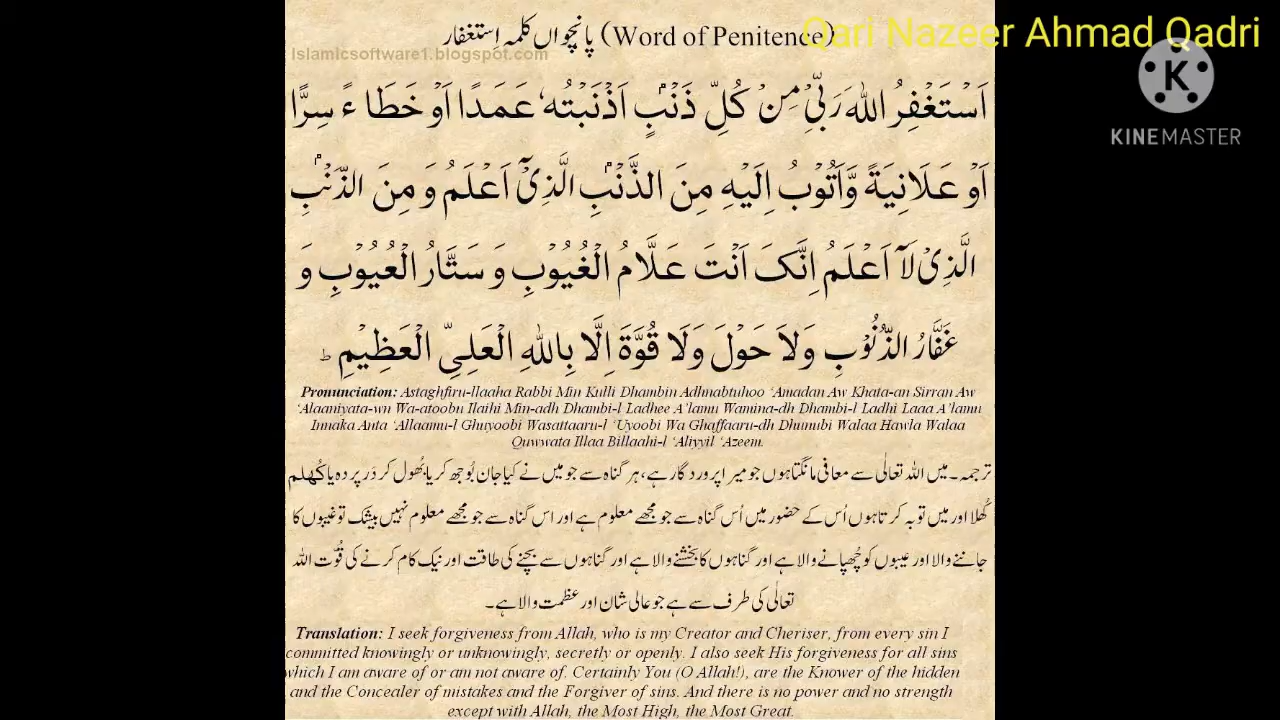 پانچواں کلمہ اِستغفار (Word of Penitence)
Qari Nazeer Ahmad Qadri
Islamicsoftware1.blogspot.com
K
KINEMASTER
اَسْتَغْفِرُ اللهَ رَبِّىْ مِنْ كُلِّ ذَنْۢبٍ اَذْنَبْتُهٗ عَمَدًا اَوْ خَطَاءً سِرًّا
اَوْ عَلَانِيَةً وَّاَتُوْبُ اِلَيْهِ مِنَ الذَّنْۢبِ الَّذِىْٓ اَعْلَمُ وَ مِنَ الذَّنْۢبِ
الَّذِىْ لَآ اَعْلَمُ اِنَّكَ اَنْتَ عَلَّامُ الْغُيُوْبِ وَ سَتَّارُ الْعُيُوْبِ وَ
غَفَّارُ الذُّنُوْبِ وَلَا حَوْلَ وَلَا قُوَّةَ اِلَّا بِاللهِ الْعَلِىِّ الْعَظِيْمِ ؕ
Pronunciation: Astaghfiru-llaaha Rabbi Min Kulli Dhambin Adhnabtuhoo ‘Amadan Aw Khata-an Sirran Aw
‘Alaaniyata-wn Wa-atoobu Ilaihi Min-adh Dhambi-l Ladhee A’lamu Wamina-dh Dhambi-l Ladhi Laaa A’lamu
Innaka Anta ‘Allaamu-l Ghuyoobi Wasattaaru-l ‘Uyoobi Wa Ghaffaaru-dh Dhunubi Walaa Hawla Walaa
Quwwata Illaa Billaahi-l ‘Aliyyil ‘Azeem.
ترجمہ۔ میں اللہ تعالٰی سے معافی مانگتا ہوں جو میرا پروردگار ہے، ہر گناہ سے جو میں نے کیا جان بُوجھ کر یا بُھول کر دَر پردہ یا کُھلم
کُھلا اور میں توبہ کرتا ہوں اُس کے حضور میں اُس گناہ سے جو مجھے معلوم ہے اور اس گناہ سے جو مجھے معلوم نہیں بیشک تو غیبوں کا
جاننے والا اور عیبوں کو چُھپانے والا ہے اور گناہوں کا بخشنے والا ہے اور گناہوں سے بچنے کی طاقت اور نیک کام کرنے کی قُوّت اللہ
تعالٰی کی طرف سے ہے جو عالی شان اور عظمت والا ہے۔
Translation: I seek forgiveness from Allah, who is my Creator and Cheriser, from every sin I
committed knowingly or unknowingly, secretly or openly. I also seek His forgiveness for all sins
which I am aware of or am not aware of. Certainly You (O Allah!), are the Knower of the hidden
and the Concealer of mistakes and the Forgiver of sins. And there is no power and no strength
except with Allah, the Most High, the Most Great.